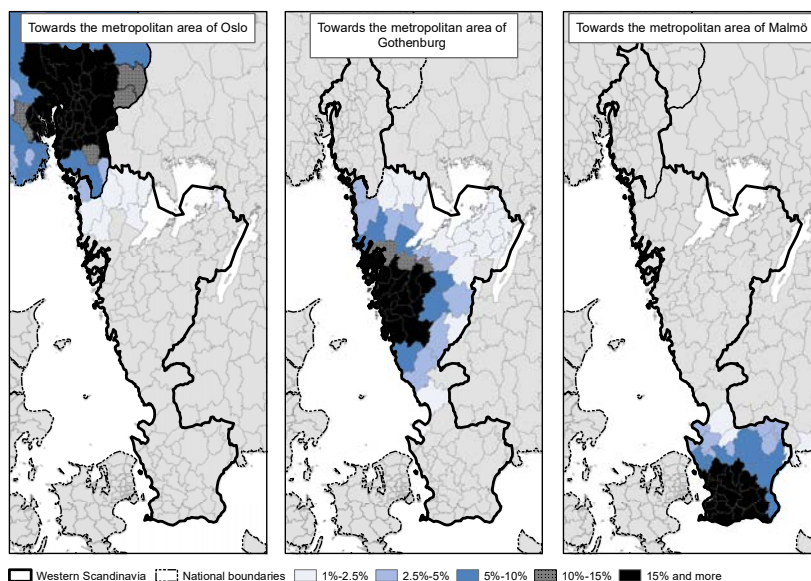 Towards the metropolitan area of Oslo
Towards the metropolitan area of
Gothenburg
Towards the metropolitan area of Malmö
Western Scandinavia
National boundaries
1%-2.5%
2.5%-5%
5%-10%
10%-15%
15% and more